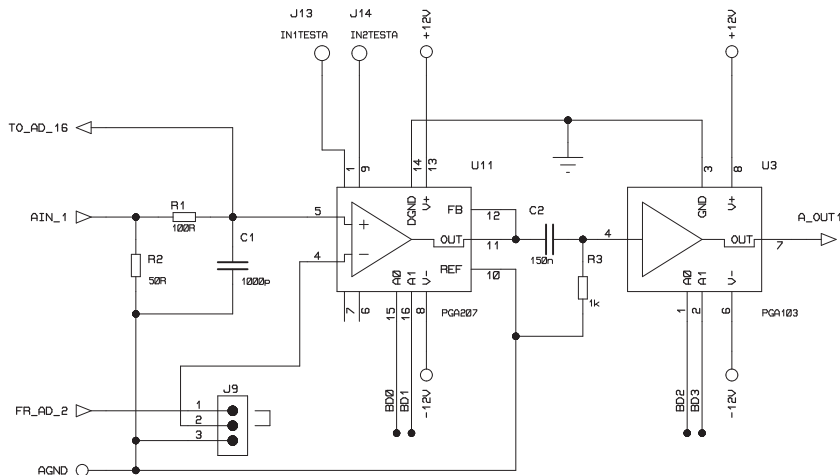 J13 J14
IN1TESTA IN2TESTA
+12V +12V
TO_AD_16
1 9 14 13 U11 3 8 U3
DGND V+ GND V+
R1
AIN_1 100R 5 + FB 12 C2 A_OUT1
C1 OUT 11 4 OUT 7
R2 4 - REF 10 150n R3
50R 1000p A0 A1 V- 1k A0 A1 V-
7 6 15 16 8 PGA207 1 2 6 PGA103
BD0 BD1 -12V BD2 BD3 -12V
J9
FR_AD_2 1
2
3
AGND